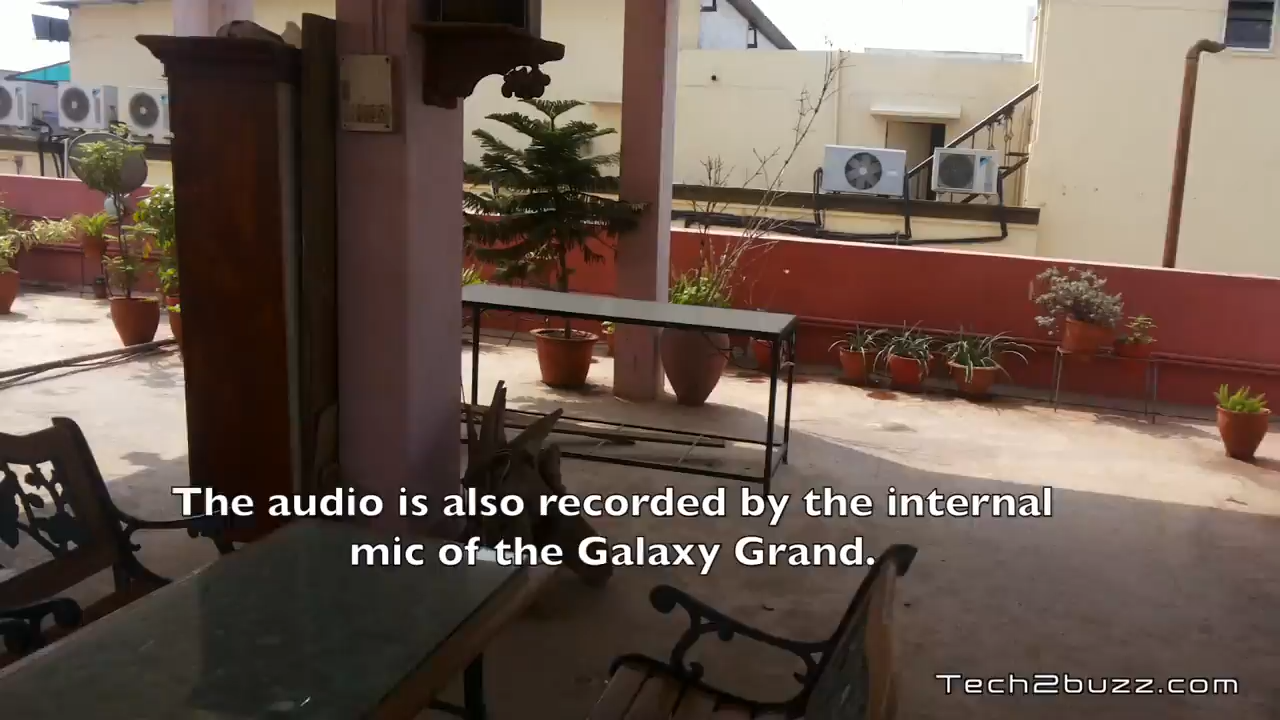 The audio is also recorded by the internal
mic of the Galaxy Grand.
Tech2buzz.com